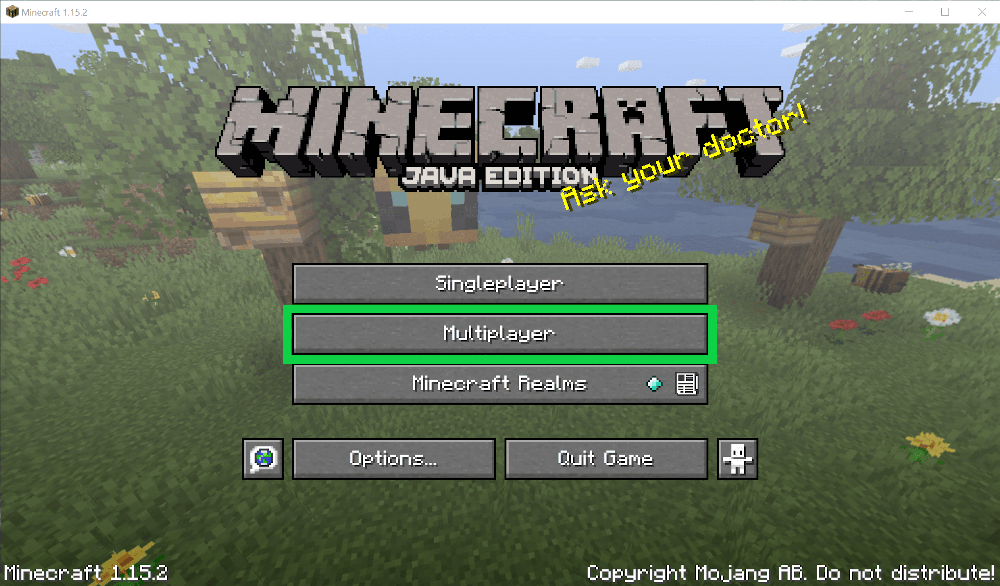 Minecraft 1.15.2
MINECRAFT
JAVA EDITION
Ask your doctor!
Singleplayer
Multiplayer
Minecraft Realms
Options...
Quit Game
Minecraft 1.15.2
Copyright Mojang AB. Do not distribute!